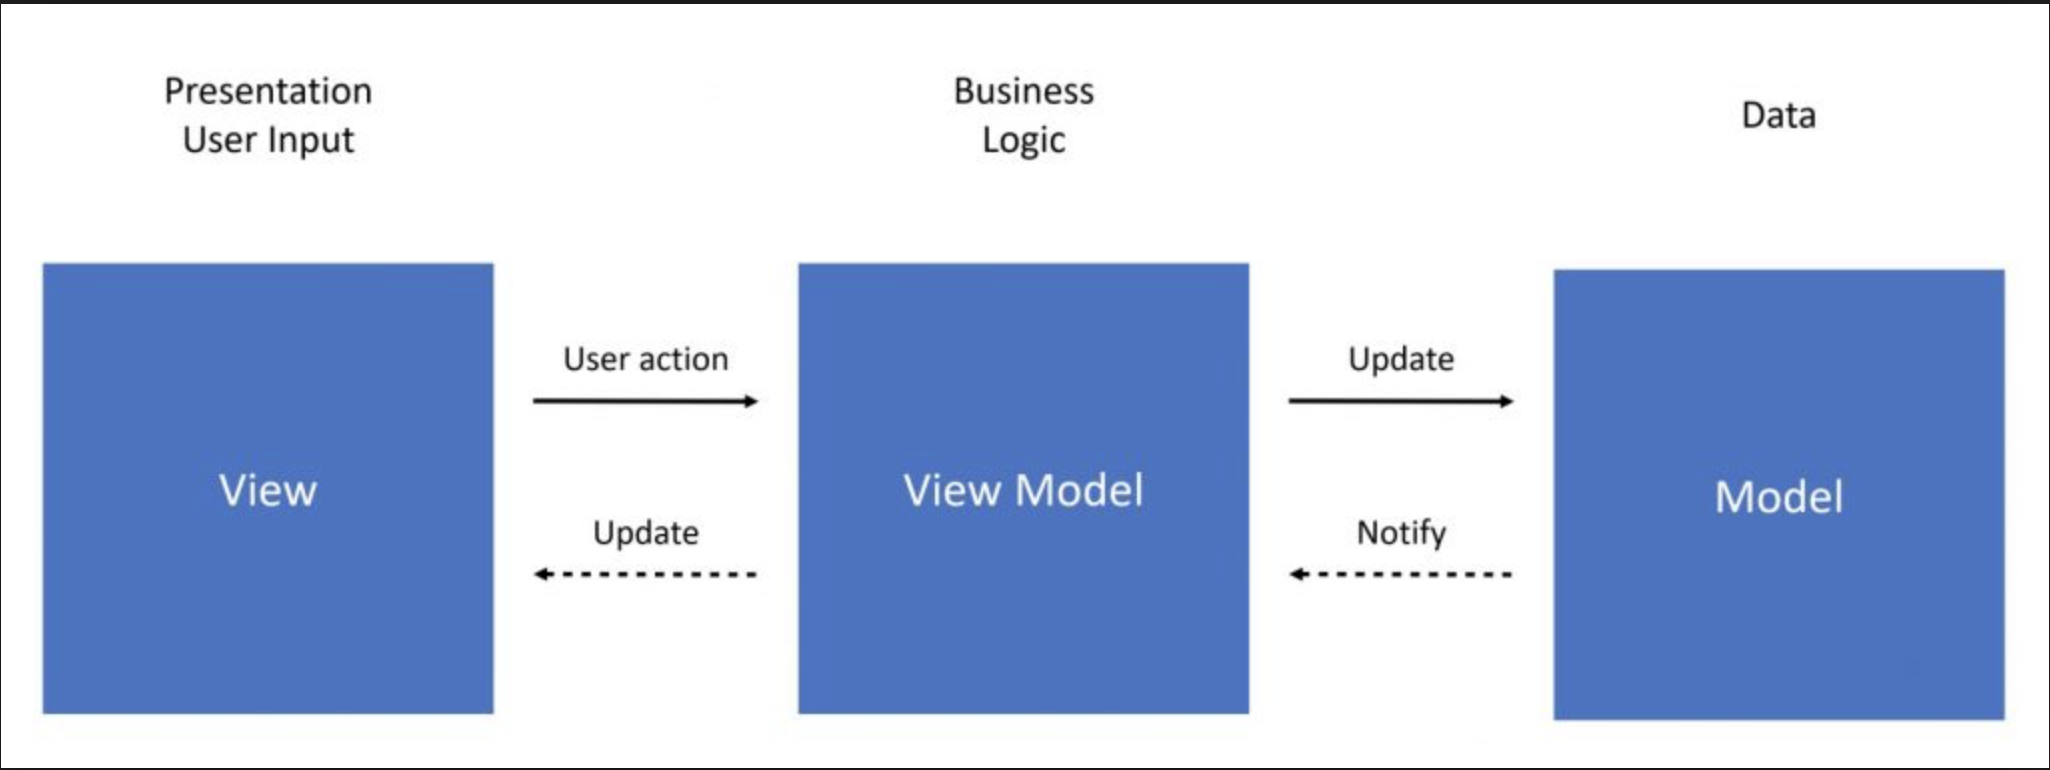 Presentation
User Input
Business
Logic
Data
User action
Update
View
View Model
Model
Update
Notify